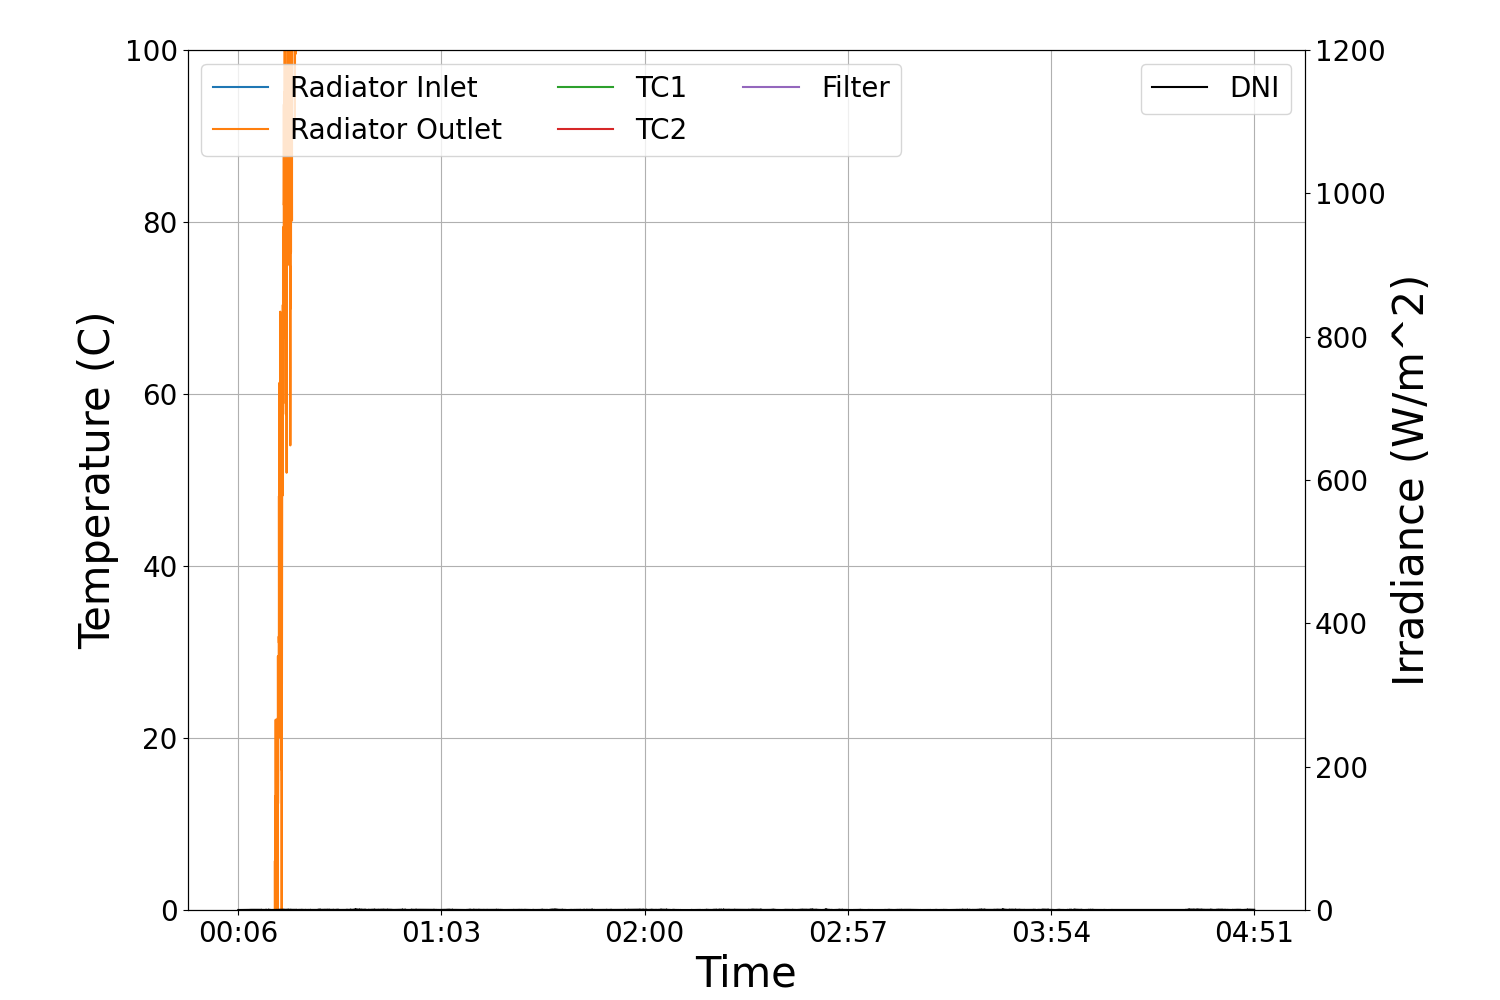 100
80
60
40
20
0
Temperature (C)
Radiator Inlet
Radiator Outlet
TC1
TC2
Filter
DNI
1200
1000
800
600
400
200
0
Irradiance (W/m^2)
00:06
01:03
02:00
02:57
03:54
04:51
Time